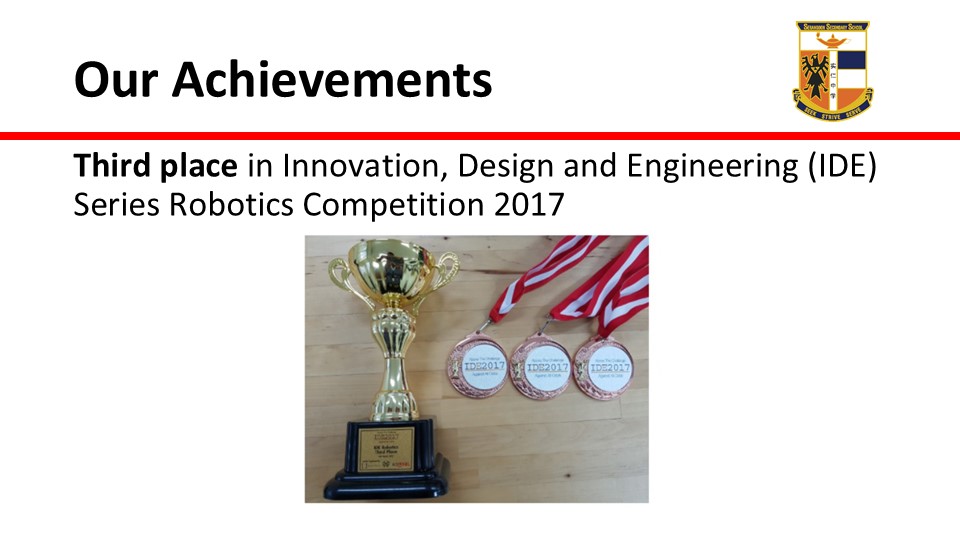 Our Achievements
SERANGOON SECONDARY SCHOOL
SEEK STRIVE SERVE
Third place in Innovation, Design and Engineering (IDE)
Series Robotics Competition 2017
IDE2017
IDE2017
IDE2017
Third Place